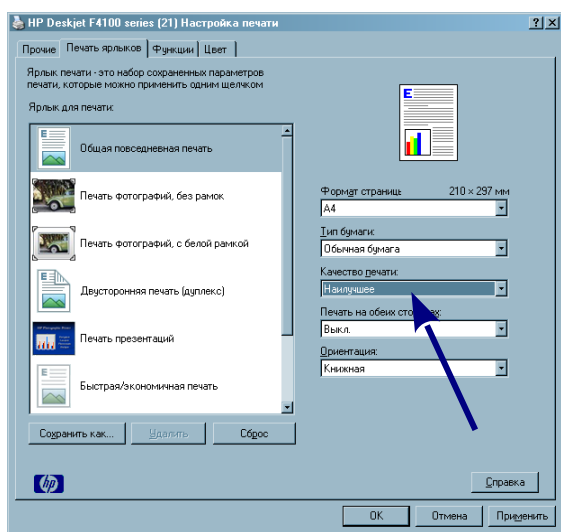 HP Deskjet F4100 series (21) Настройка печати
Прочие Печать ярлыков Функции Цвет
Ярлык печати - это набор сохраненных параметров
печати, которые можно применить одним щелчком
Ярлык для печати:
Общая повседневная печать
Печать фотографий, без рамок
Печать фотографий, с белой рамкой
Двусторонняя печать (дуплекс)
Печать презентаций
Быстрая/экономичная печать
Сохранить как... Удалить Сброс
E
Формат страниц: 210 × 297 мм
A4
Тип бумаги:
Обычная бумага
Качество печати:
Наилучшее
Печать на обеих
Выкл.
Ориентация:
Книжная
hp
Справка
OK Отмена Применить